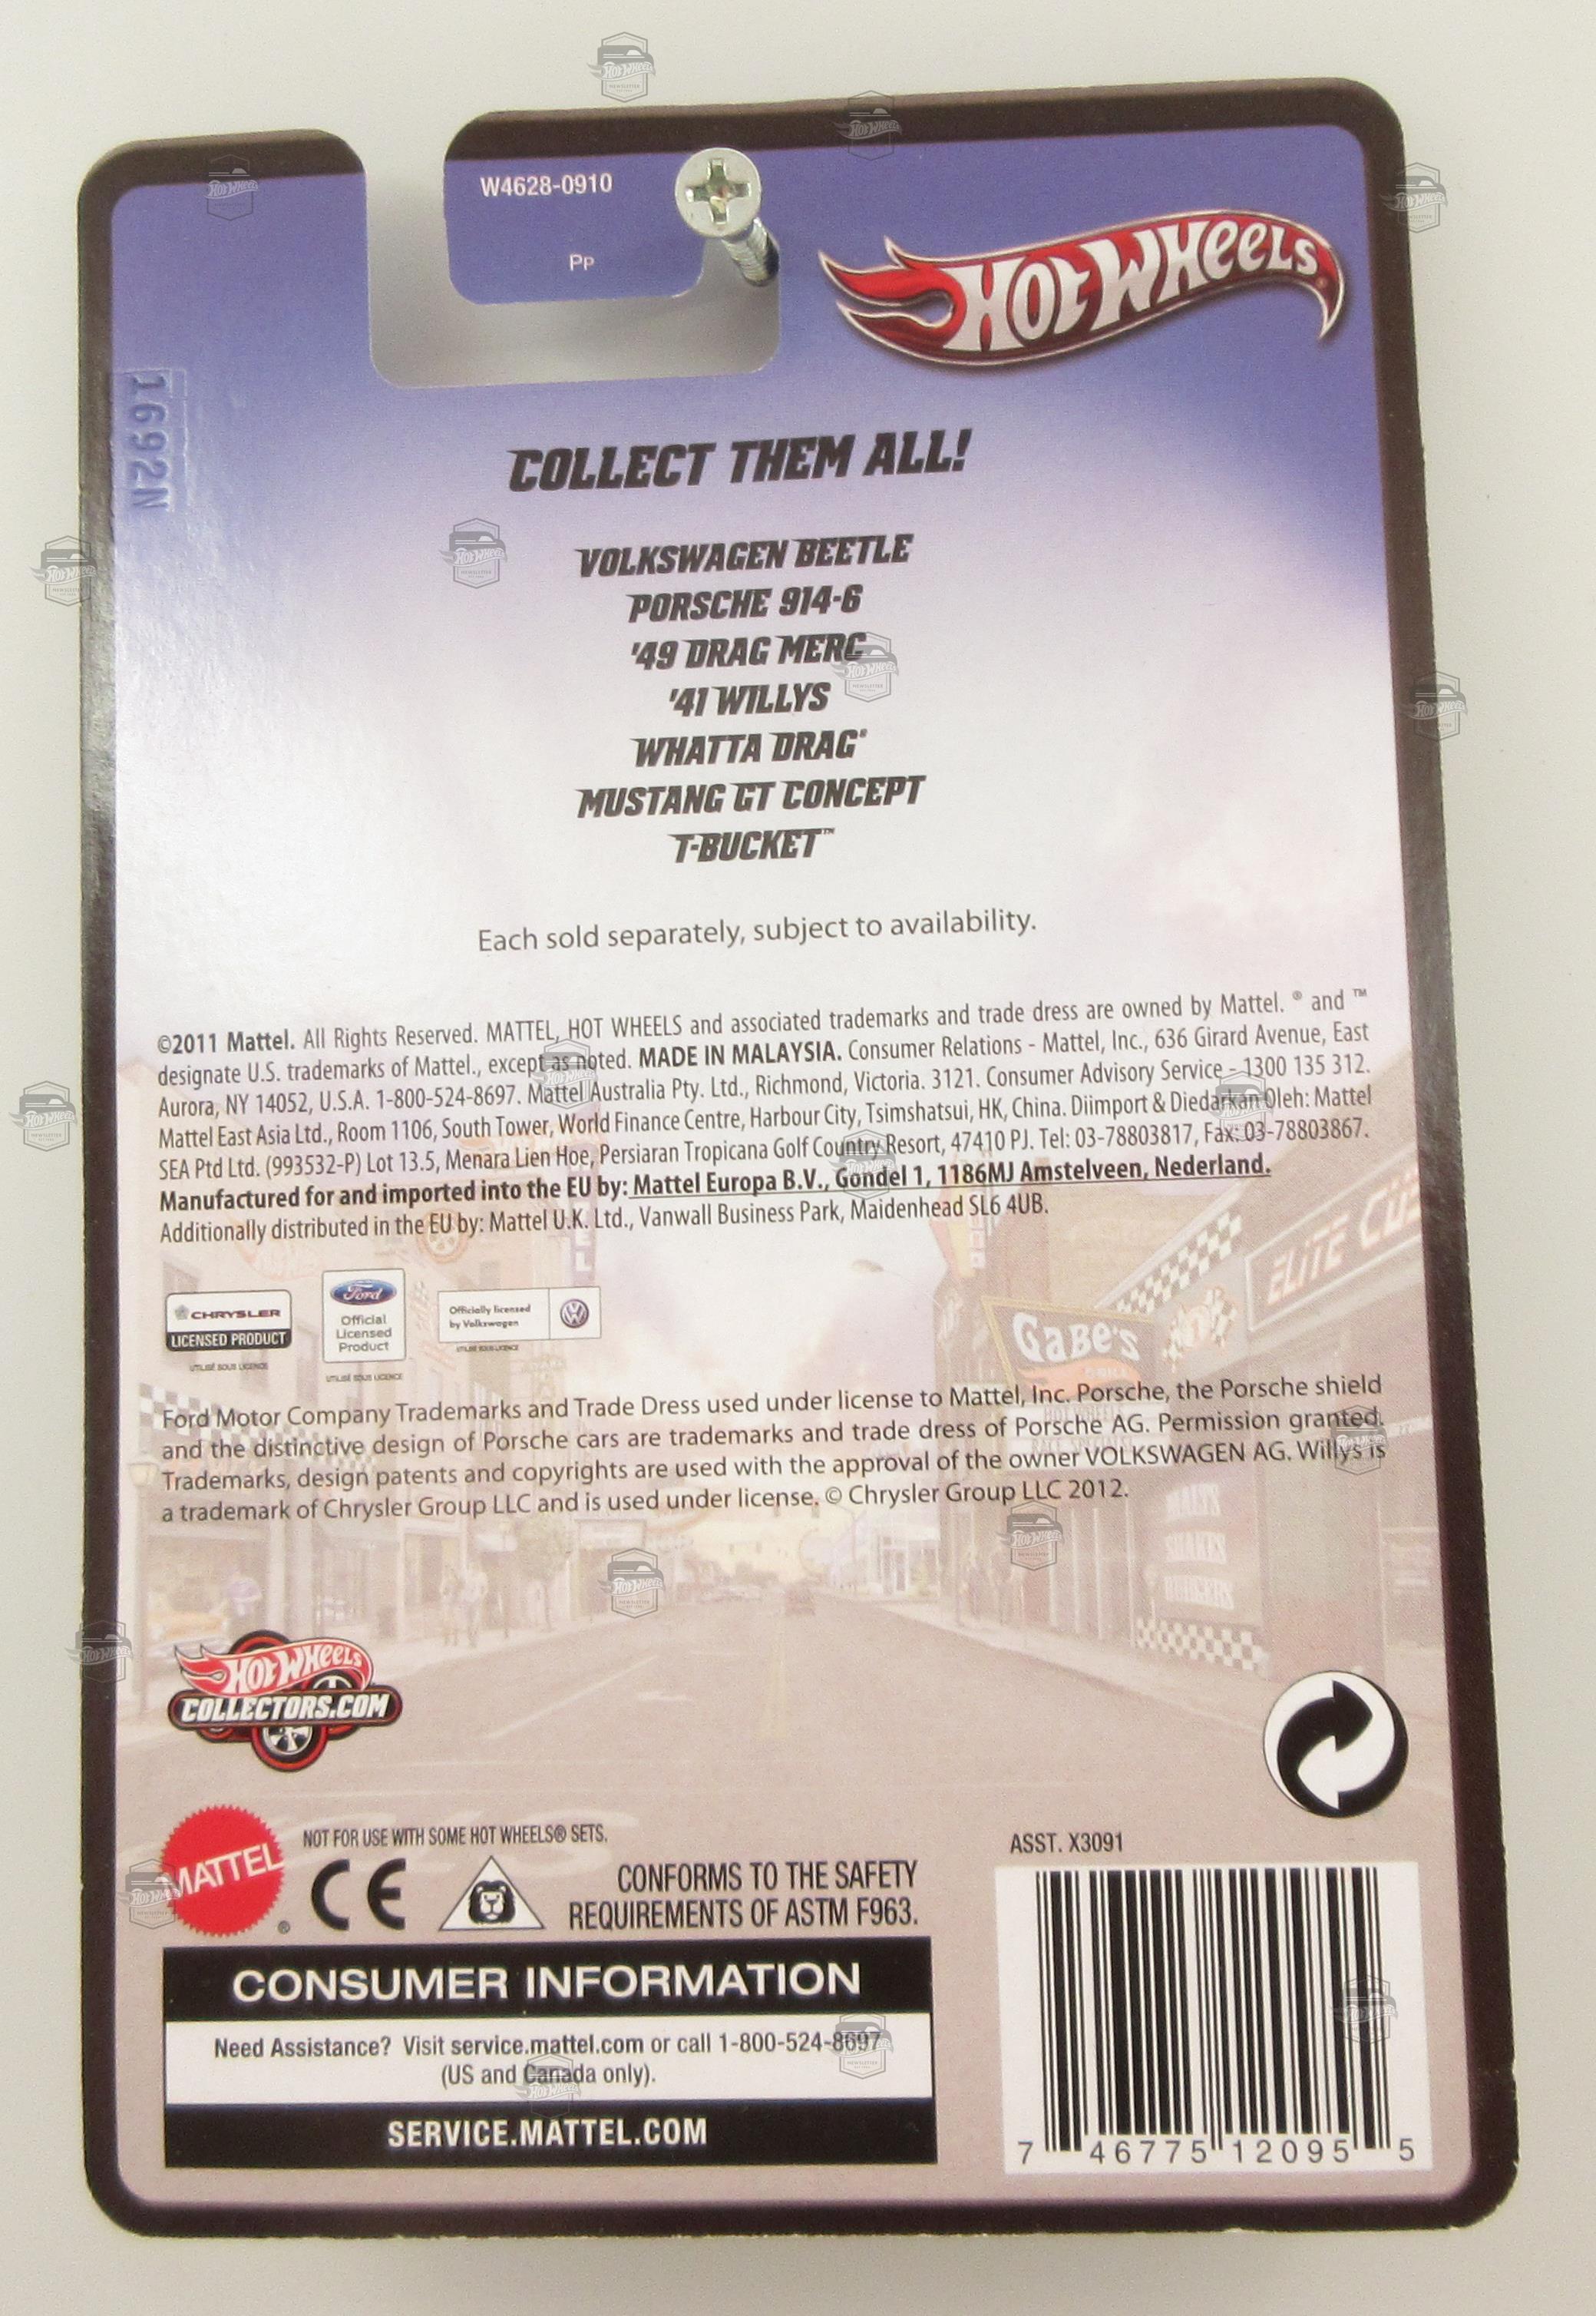 W4628-0910
Pp
HOT WHEELS
1692N
COLLECT THEM ALL!
VOLKSWAGEN BEETLE
PORSCHE 914-6
'49 DRAG MERC
'41 WILLYS
WHATTA DRAG®
MUSTANG GT CONCEPT
T-BUCKET™
Each sold separately, subject to availability.
©2011 Mattel. All Rights Reserved. MATTEL, HOT WHEELS and associated trademarks and trade dress are owned by Mattel. ® and ™
designate U.S. trademarks of Mattel., except as noted. MADE IN MALAYSIA. Consumer Relations - Mattel, Inc., 636 Girard Avenue, East
Aurora, NY 14052, U.S.A. 1-800-524-8697. Mattel Australia Pty. Ltd., Richmond, Victoria. 3121. Consumer Advisory Service - 1300 135 312.
Mattel East Asia Ltd., Room 1106, South Tower, World Finance Centre, Harbour City, Tsimshatsui, HK, China. Diimport & Diedarkan Oleh: Mattel
SEA Ptd Ltd. (993532-P) Lot 13.5, Menara Lien Hoe, Persiaran Tropicana Golf Country Resort, 47410 PJ. Tel: 03-78803817, Fax: 03-78803867.
Manufactured for and imported into the EU by: Mattel Europa B.V., Gondel 1, 1186MJ Amstelveen, Nederland.
Additionally distributed in the EU by: Mattel U.K. Ltd., Vanwall Business Park, Maidenhead SL6 4UB.
ELITE CUS
GABE'S
CHRYSLER
LICENSED PRODUCT
UTILISÉ SOUS LICENCE
Ford
Official
Licensed
Product
UTILISÉ SOUS LICENCE
Officially licensed
by Volkswagen
UTILISÉ SOUS LICENCE
Ford Motor Company Trademarks and Trade Dress used under license to Mattel, Inc. Porsche, the Porsche shield
and the distinctive design of Porsche cars are trademarks and trade dress of Porsche AG. Permission granted.
Trademarks, design patents and copyrights are used with the approval of the owner VOLKSWAGEN AG. Willys is
a trademark of Chrysler Group LLC and is used under license. © Chrysler Group LLC 2012.
MALTS
SHAKES
BURGERS
HOT WHEELS
COLLECTORS.COM
MATTEL
®
NOT FOR USE WITH SOME HOT WHEELS® SETS.
CE
CONFORMS TO THE SAFETY
REQUIREMENTS OF ASTM F963.
ASST. X3091
CONSUMER INFORMATION
Need Assistance? Visit service.mattel.com or call 1-800-524-8697
(US and Canada only).
SERVICE.MATTEL.COM
7 46775 12095 5